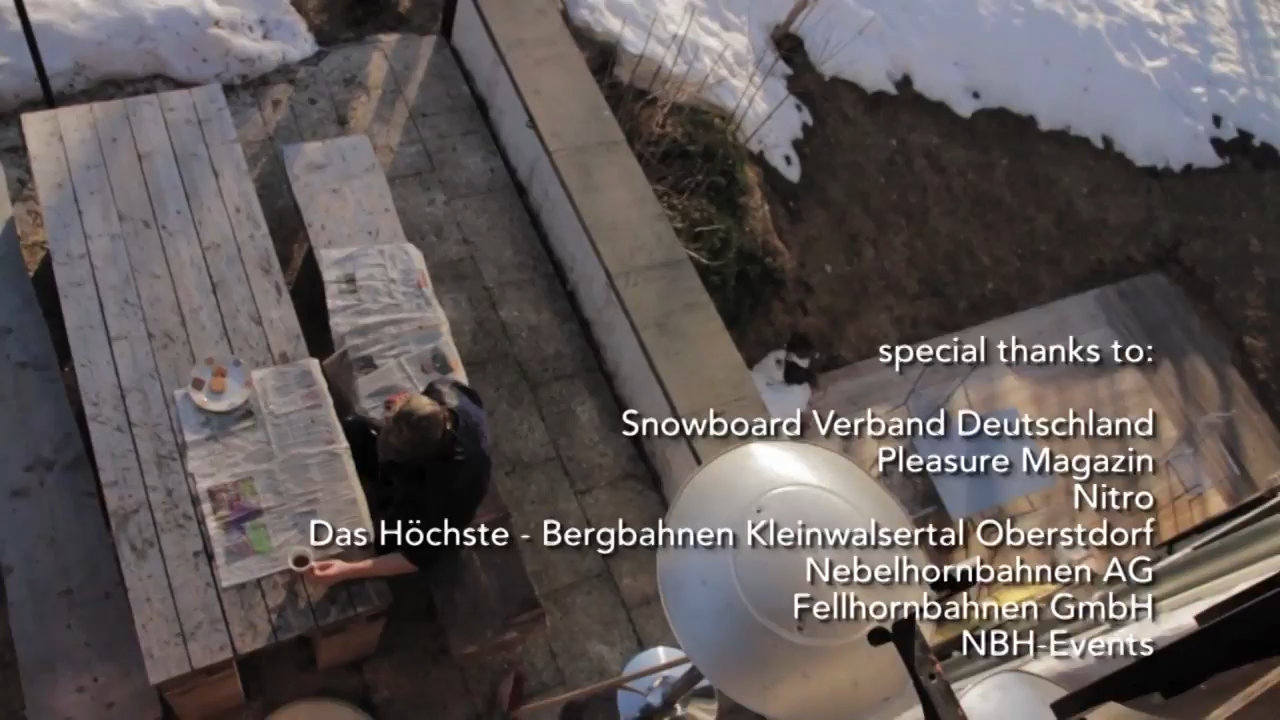 special thanks to:
Snowboard Verband Deutschland
Pleasure Magazin
Nitro
Das Höchste - Bergbahnen Kleinwalsertal Oberstdorf
Nebelhornbahnen AG
Fellhornbahnen GmbH
NBH-Events